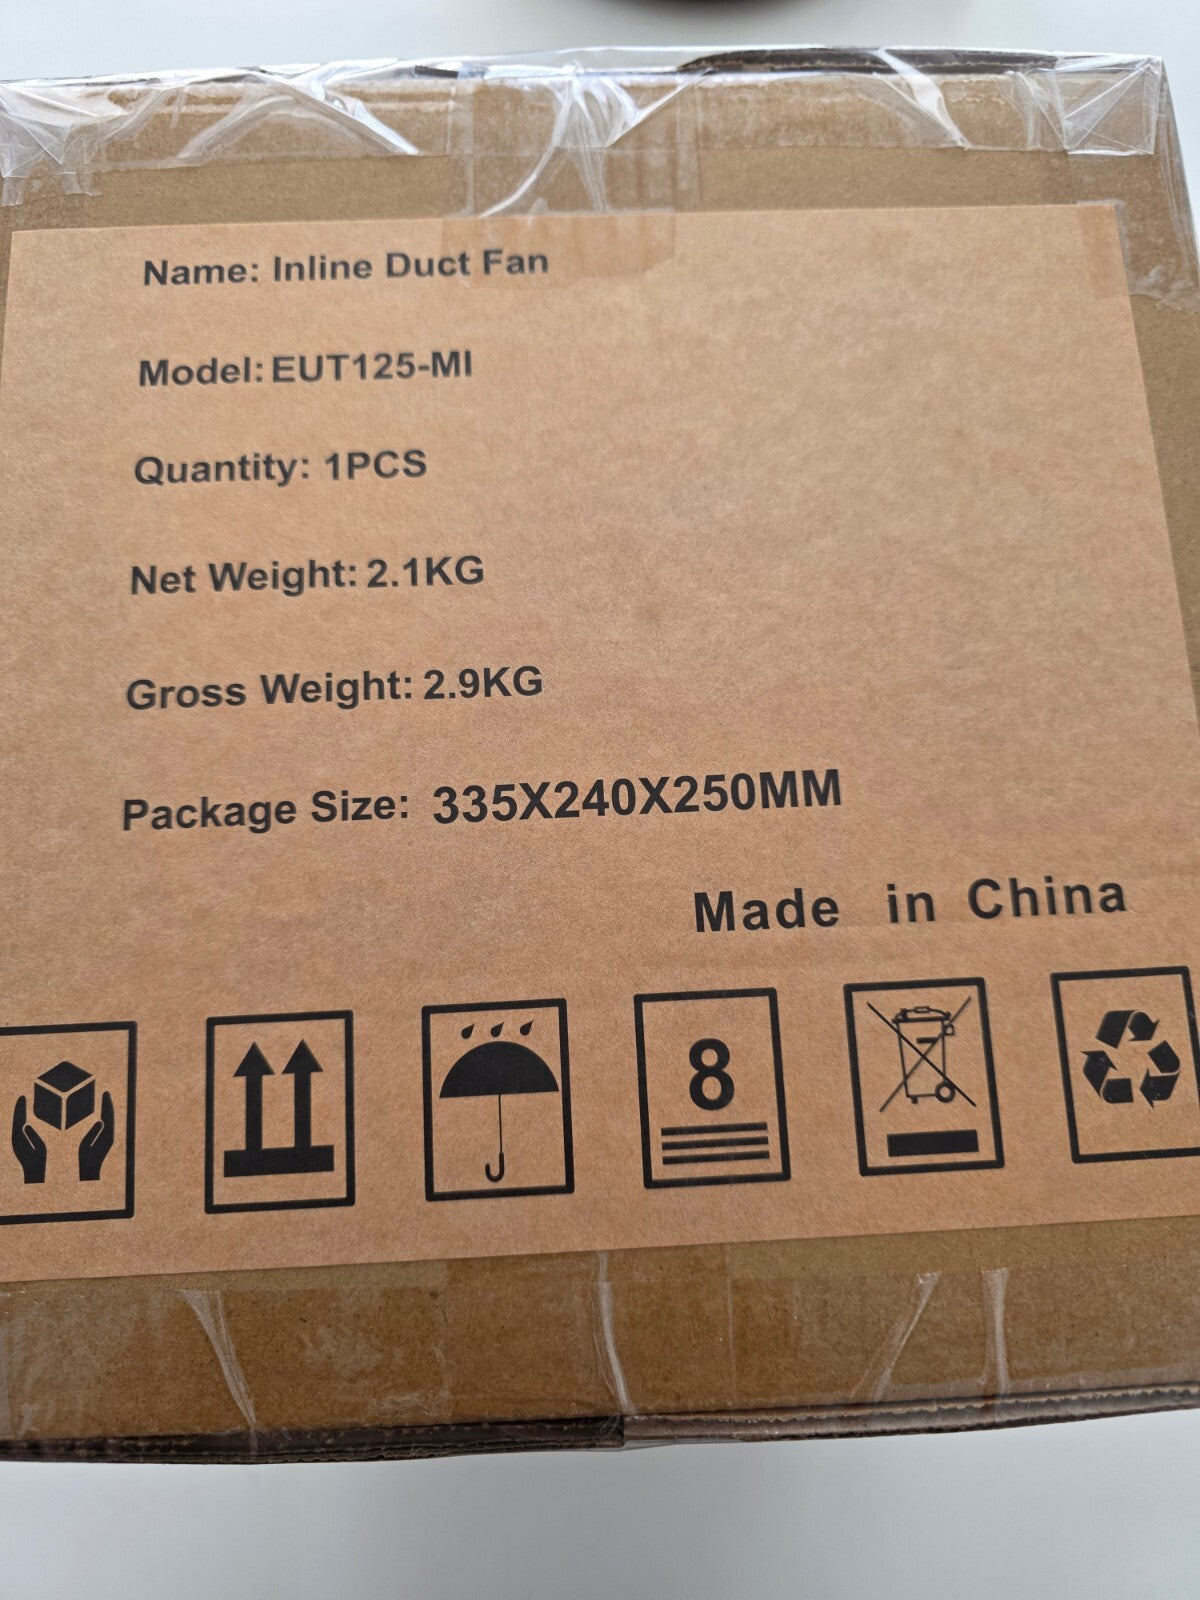 Name: Inline Duct Fan
Model: EUT125-MI
Quantity: 1PCS
Net Weight: 2.1KG
Gross Weight: 2.9KG
Package Size: 335X240X250MM
Made in China
8